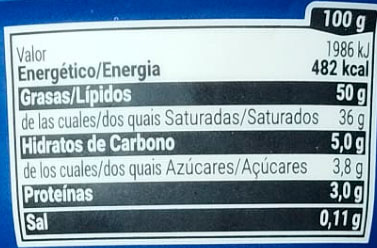 100 g
Valor 1986 kJ
Energético/Energia 482 kcal
Grasas/Lípidos 50 g
de las cuales/dos quais Saturadas/Saturados 36 g
Hidratos de Carbono 5,0 g
de los cuales/dos quais Azúcares/Açúcares 3,8 g
Proteínas 3,0 g
Sal 0,11 g